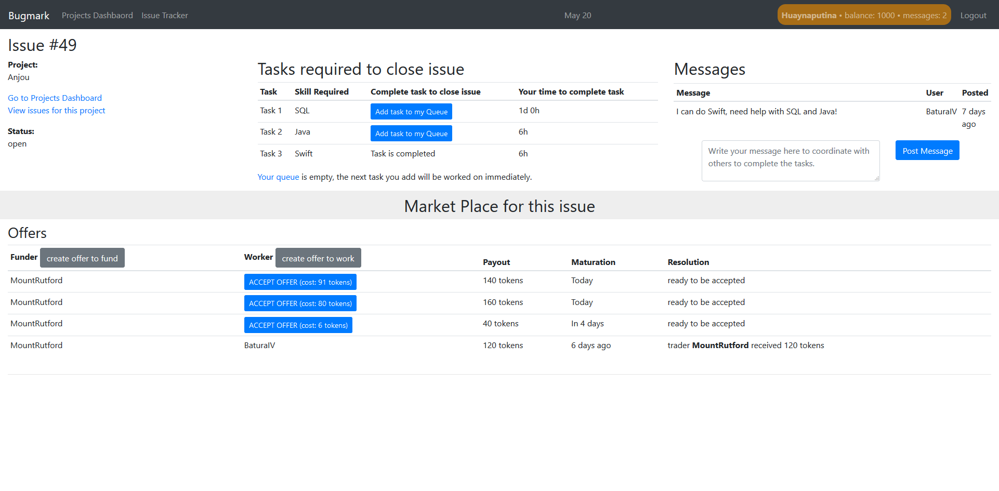 Bugmark Projects Dashbaord Issue Tracker May 20 Huaynaputina • balance: 1000 • messages: 2 Logout
Issue #49
Project:
Anjou
Go to Projects Dashboard
View issues for this project
Status:
open
Tasks required to close issue
Task Skill Required Complete task to close issue Your time to complete task
Task 1 SQL Add task to my Queue 1d 0h
Task 2 Java Add task to my Queue 6h
Task 3 Swift Task is completed 6h
Your queue is empty, the next task you add will be worked on immediately.
Messages
Message User Posted
I can do Swift, need help with SQL and Java! BaturaIV 7 days
ago
Write your message here to coordinate with
others to complete the tasks.
Post Message
Market Place for this issue
Offers
Funder create offer to fund Worker create offer to work Payout Maturation Resolution
MountRutford ACCEPT OFFER (cost: 91 tokens) 140 tokens Today ready to be accepted
MountRutford ACCEPT OFFER (cost: 80 tokens) 160 tokens Today ready to be accepted
MountRutford ACCEPT OFFER (cost: 6 tokens) 40 tokens In 4 days ready to be accepted
MountRutford BaturaIV 120 tokens 6 days ago trader MountRutford received 120 tokens